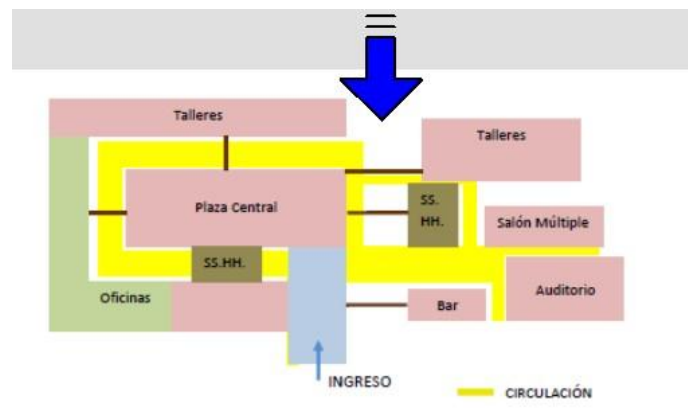 Talleres
Talleres
Plaza Central
SS.
HH.
Salón Múltiple
SS.HH.
Oficinas
Auditorio
Bar
INGRESO
CIRCULACIÓN